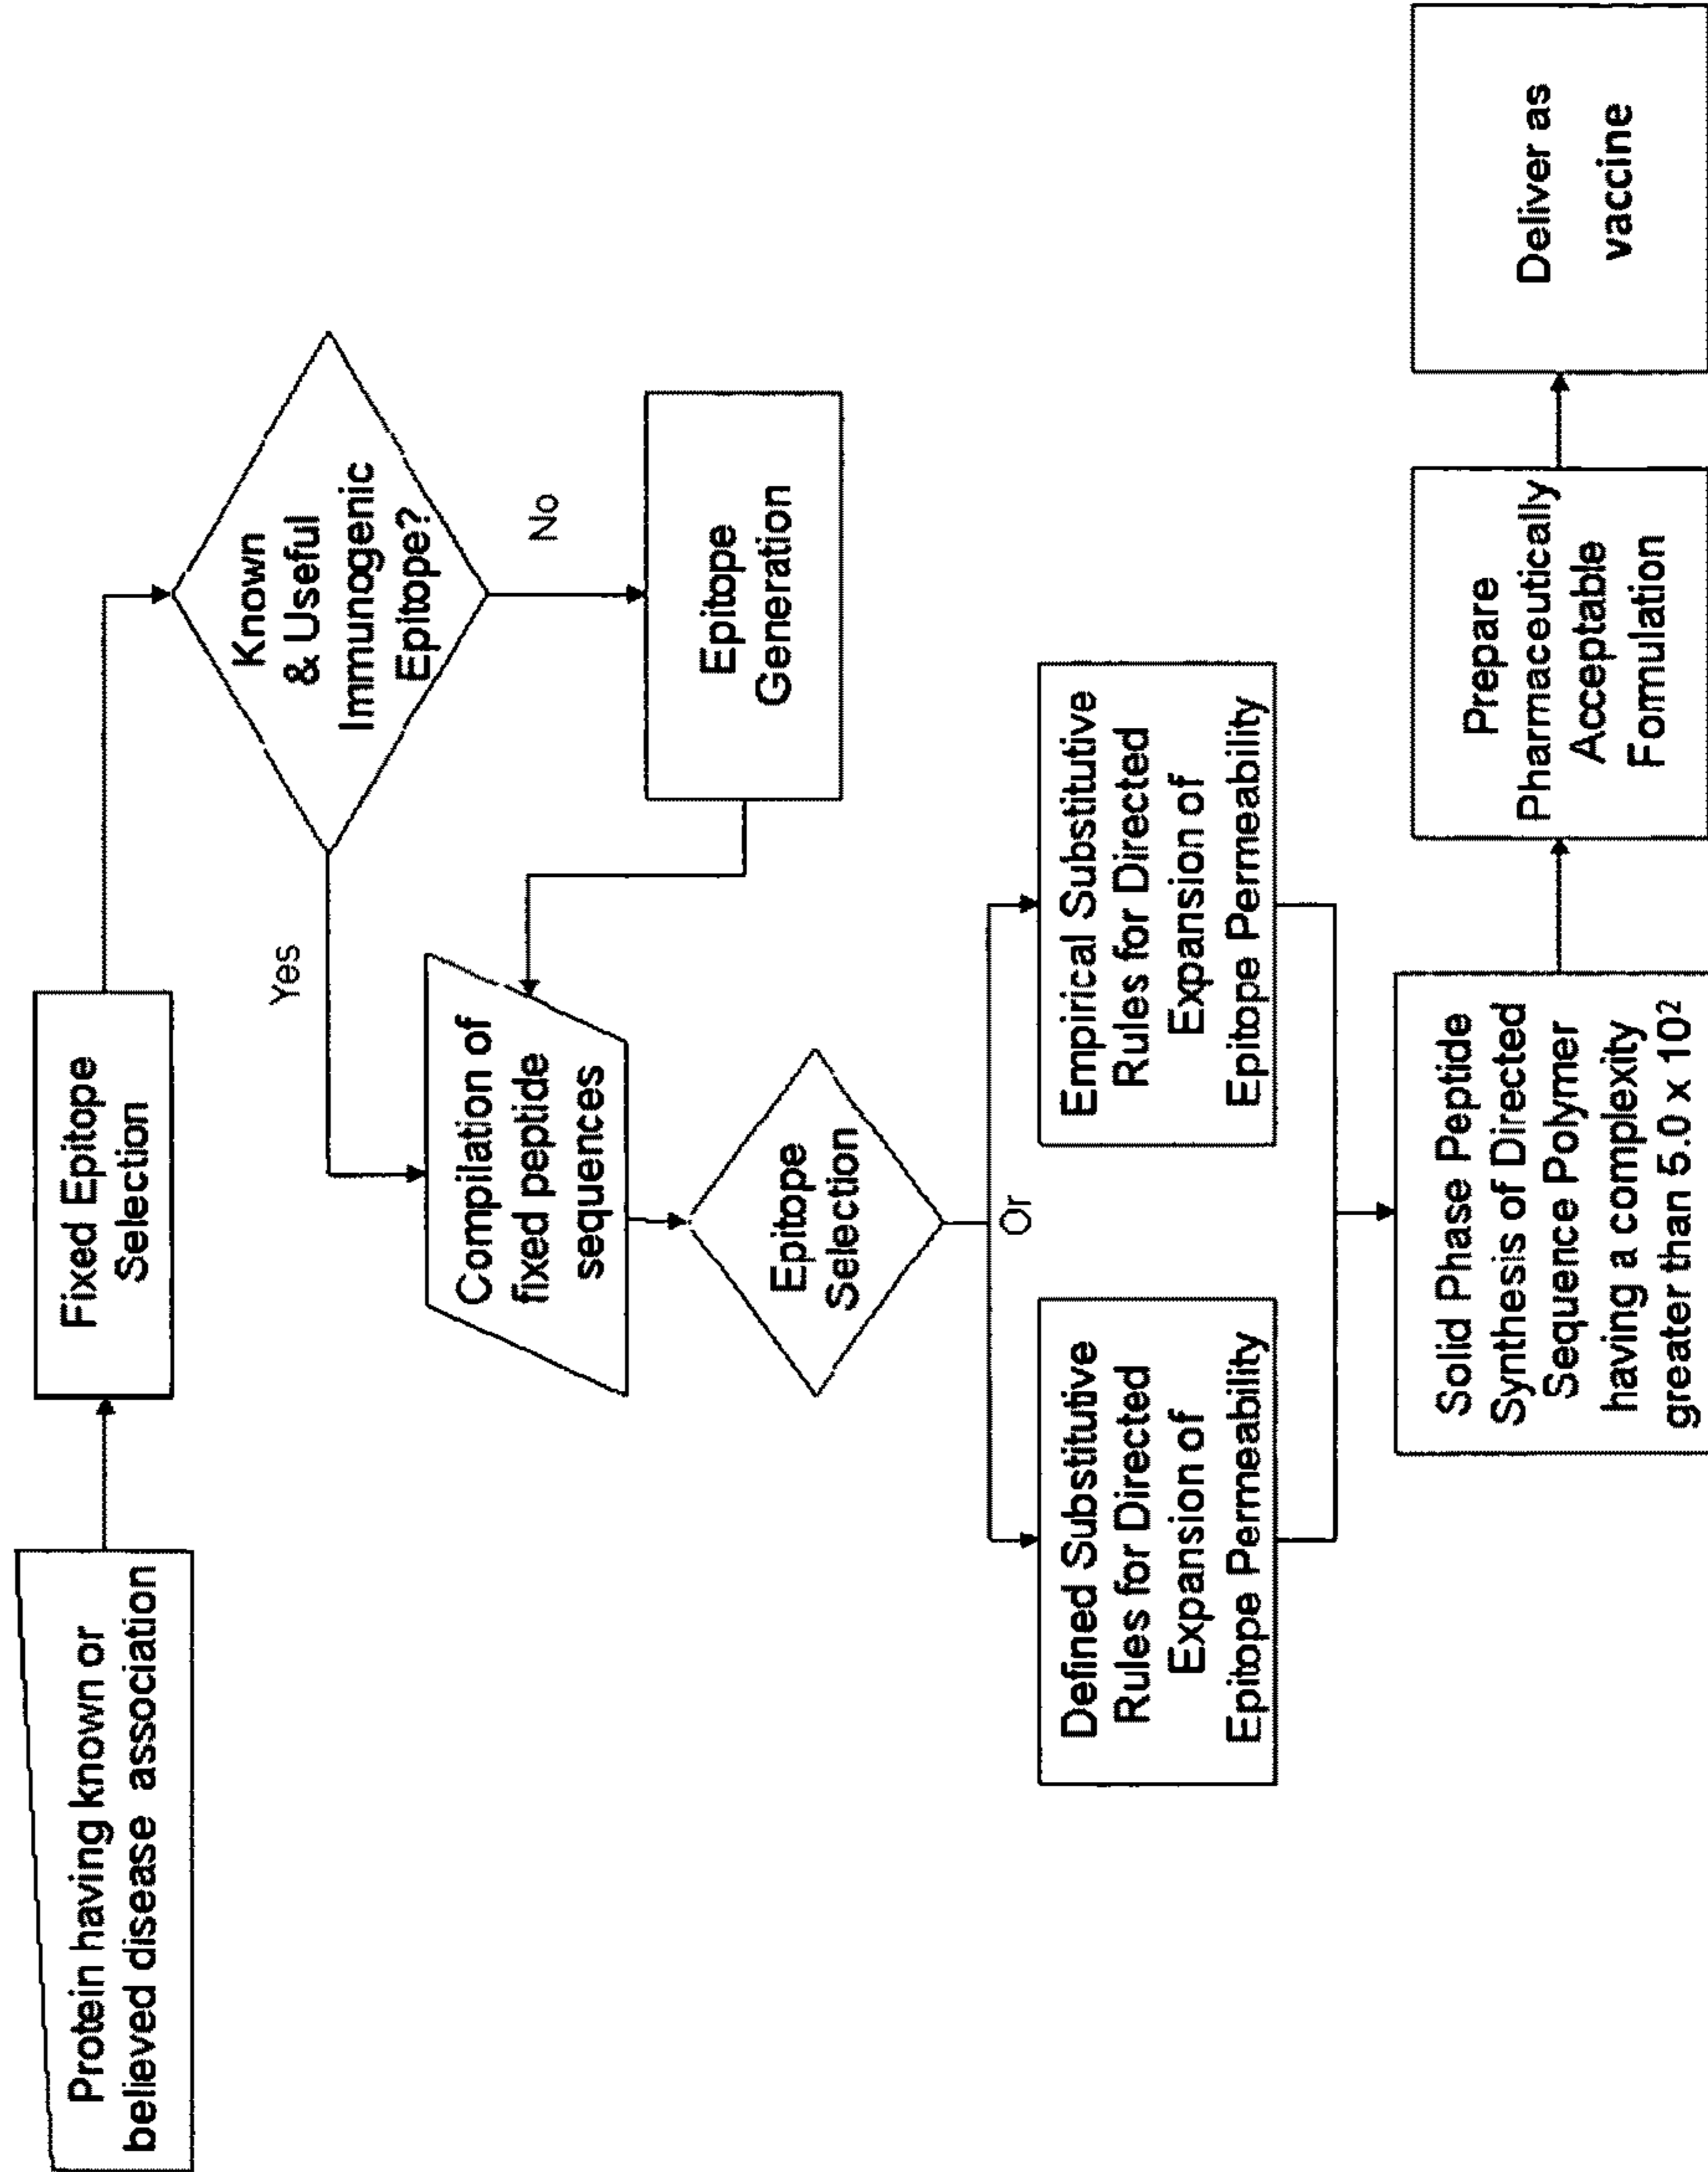 Protein having known or
believed disease association
Fixed Epitope
Selection
Known
& Useful
Immunogenic
Epitope?
Yes
No
Epitope
Generation
Compilation of
fixed peptide
sequences
Epitope
Selection
Or
Defined Substitutive
Rules for Directed
Expansion of
Epitope Permeability
Empirical Substitutive
Rules for Directed
Expansion of
Epitope Permeability
Solid Phase Peptide
Synthesis of Directed
Sequence Polymer
having a complexity
greater than 5.0 x 10²
Prepare
Pharmaceutically
Acceptable
Formulation
Deliver as
vaccine